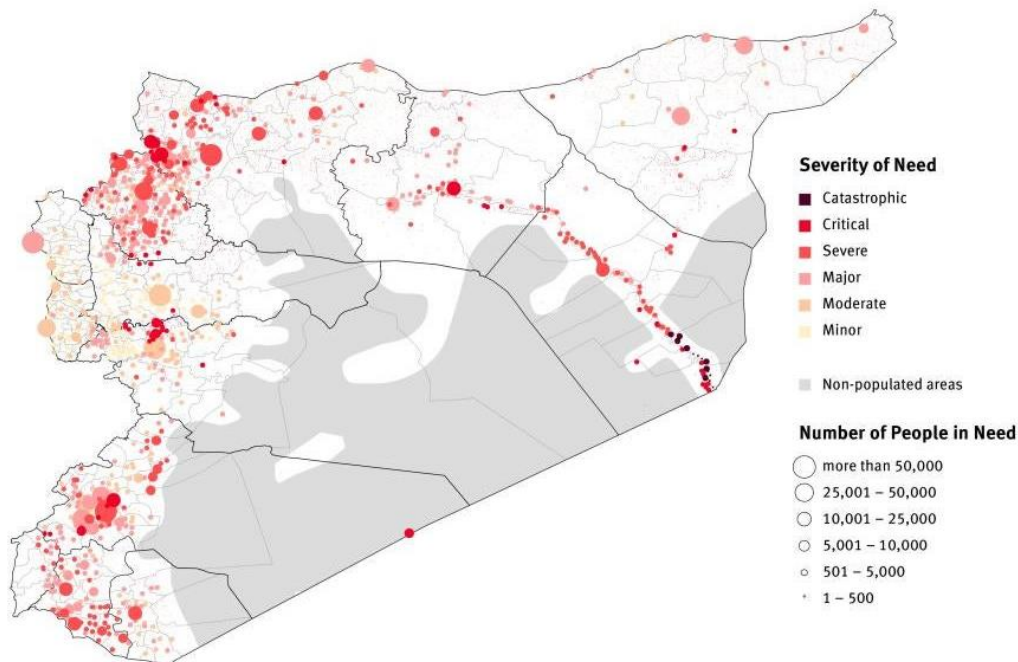 Severity of Need
Catastrophic
Critical
Severe
Major
Moderate
Minor
Non-populated areas
Number of People in Need
more than 50,000
25,001 – 50,000
10,001 – 25,000
5,001 – 10,000
501 – 5,000
1 – 500